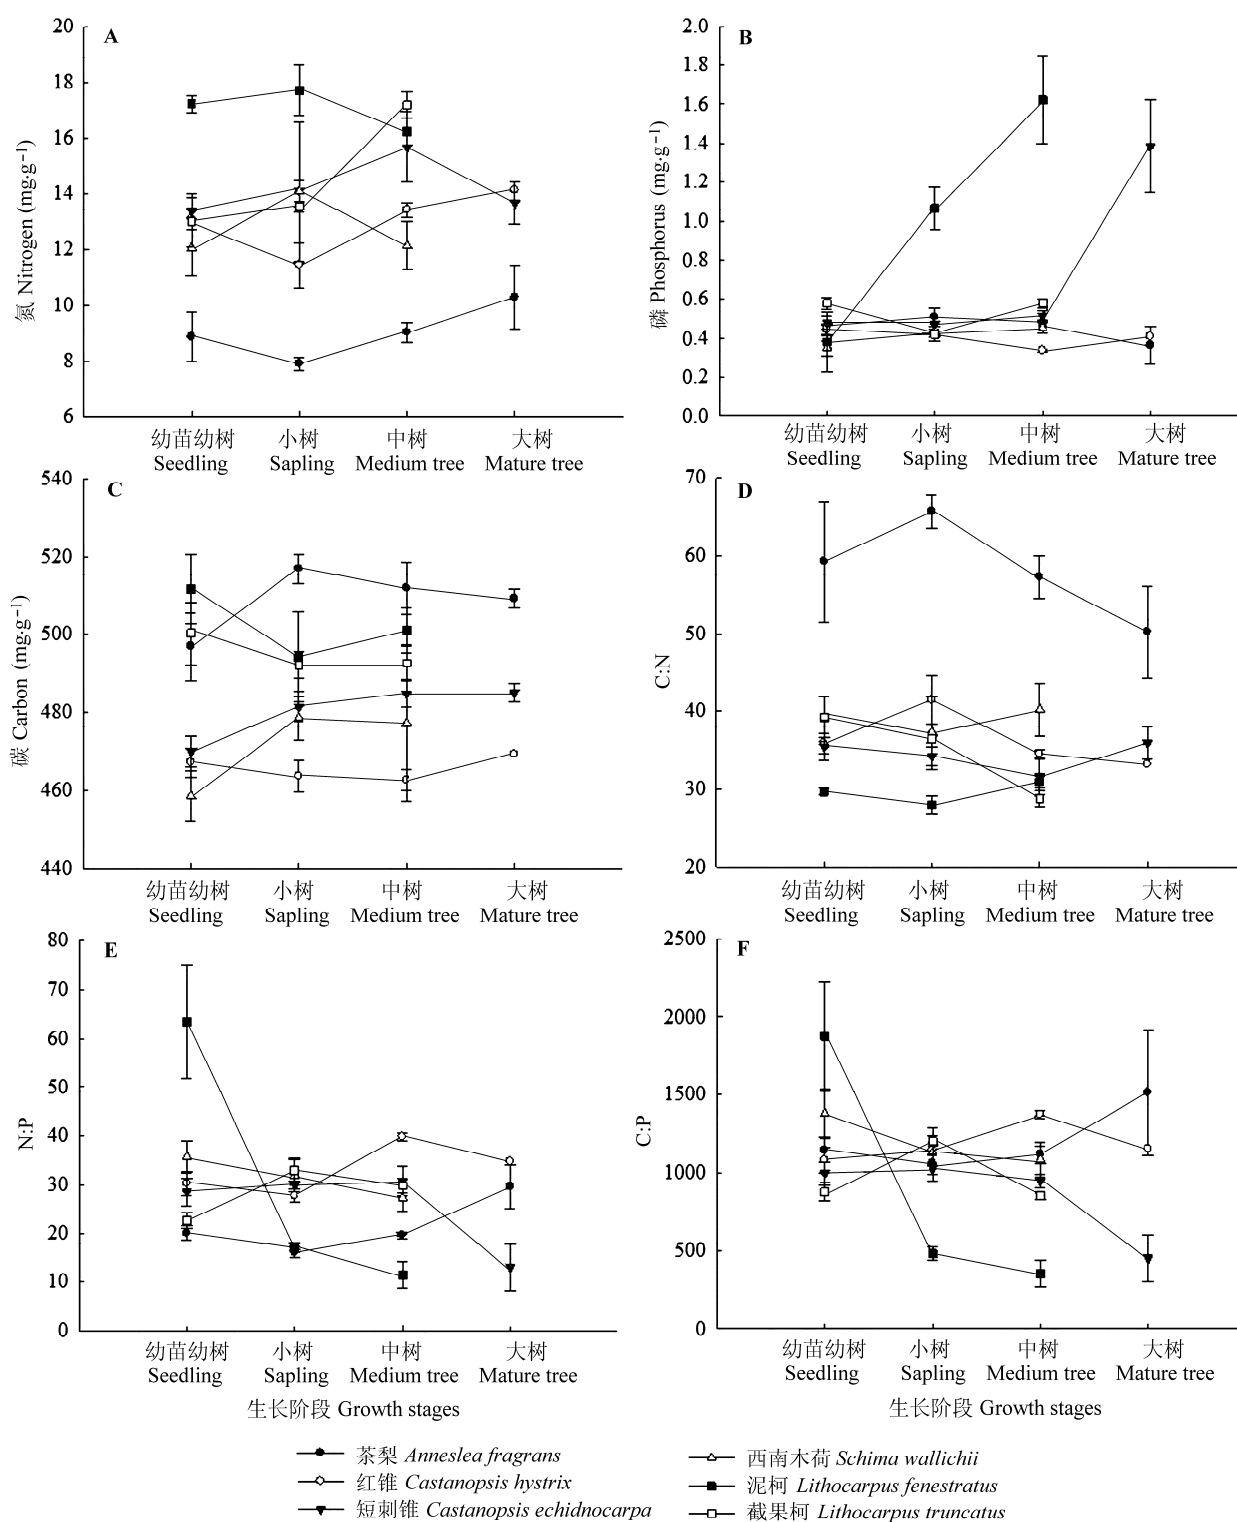 A
氮 Nitrogen (mg·g⁻¹)
20
18
16
14
12
10
8
6
幼苗幼树 小树 中树 大树
Seedling Sapling Medium tree Mature tree
B
磷 Phosphorus (mg·g⁻¹)
2.0
1.8
1.6
1.4
1.2
1.0
0.8
0.6
0.4
0.2
0.0
幼苗幼树 小树 中树 大树
Seedling Sapling Medium tree Mature tree
C
碳 Carbon (mg·g⁻¹)
540
520
500
480
460
440
幼苗幼树 小树 中树 大树
Seedling Sapling Medium tree Mature tree
D
C:N
70
60
50
40
30
20
幼苗幼树 小树 中树 大树
Seedling Sapling Medium tree Mature tree
E
N:P
80
70
60
50
40
30
20
10
0
幼苗幼树 小树 中树 大树
Seedling Sapling Medium tree Mature tree
生长阶段 Growth stages
F
C:P
2500
2000
1500
1000
500
0
幼苗幼树 小树 中树 大树
Seedling Sapling Medium tree Mature tree
生长阶段 Growth stages
茶梨 Anneslea fragrans
红锥 Castanopsis hystrix
短刺锥 Castanopsis echidnocarpa
西南木荷 Schima wallichii
泥柯 Lithocarpus fenestratus
截果柯 Lithocarpus truncatus